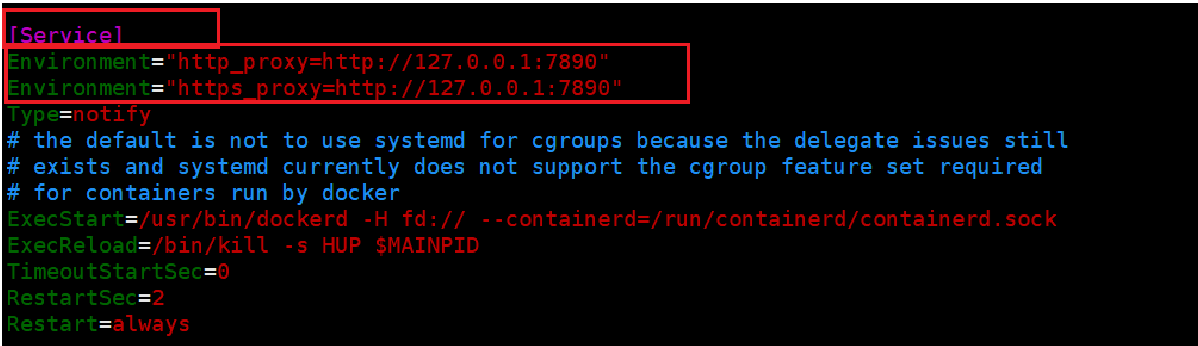 [Service]
Environment="http_proxy=http://127.0.0.1:7890"
Environment="https_proxy=http://127.0.0.1:7890"
Type=notify
# the default is not to use systemd for cgroups because the delegate issues still
# exists and systemd currently does not support the cgroup feature set required
# for containers run by docker
ExecStart=/usr/bin/dockerd -H fd:// --containerd=/run/containerd/containerd.sock
ExecReload=/bin/kill -s HUP $MAINPID
TimeoutStartSec=0
RestartSec=2
Restart=always